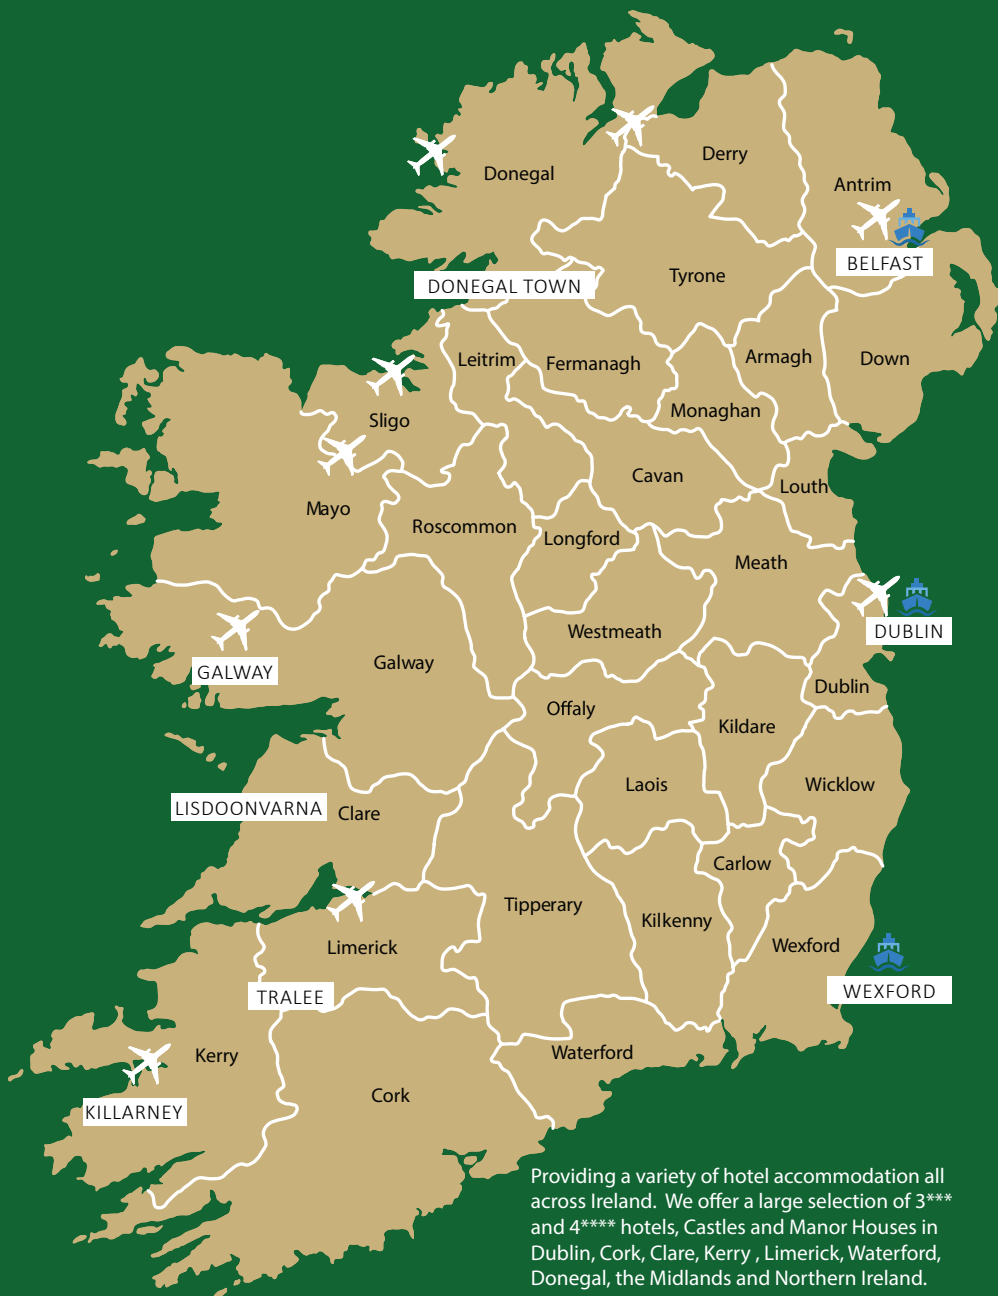 Derry
Donegal
Antrim
BELFAST
Tyrone
DONEGAL TOWN
Leitrim
Fermanagh
Armagh
Down
Monaghan
Sligo
Cavan
Louth
Mayo
Roscommon
Longford
Meath
Westmeath
DUBLIN
Galway
GALWAY
Dublin
Offaly
Kildare
Laois
Wicklow
LISDOONVARNA
Clare
Carlow
Tipperary
Kilkenny
Limerick
Wexford
WEXFORD
TRALEE
Kerry
Waterford
Cork
KILLARNEY
Providing a variety of hotel accommodation all
across Ireland. We offer a large selection of 3***
and 4**** hotels, Castles and Manor Houses in
Dublin, Cork, Clare, Kerry , Limerick, Waterford,
Donegal, the Midlands and Northern Ireland.